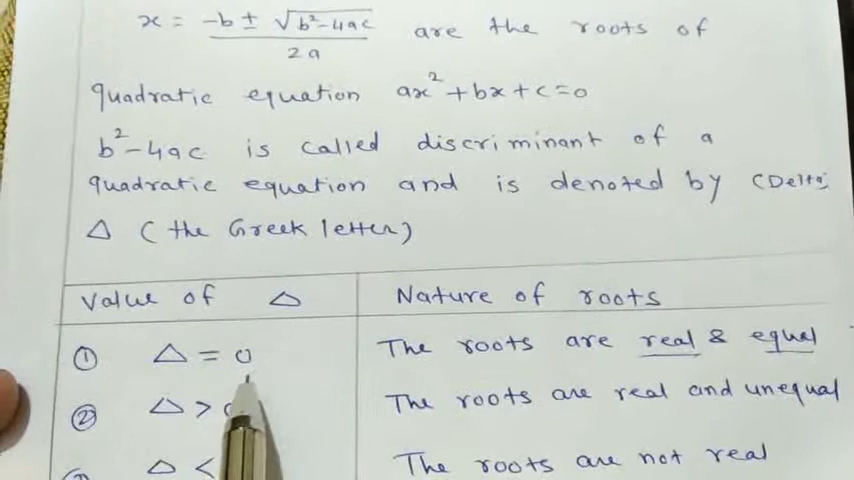 x = -b ± √b²-4ac / 2a are the roots of
quadratic equation ax² + bx + c = 0
b² - 4ac is called discriminant of a
quadratic equation and is denoted by (Delta)
△ (the Greek letter)
Value of △ Nature of roots
① △ = 0 The roots are real & equal
② △ > The roots are real and unequal
△ < The roots are not real